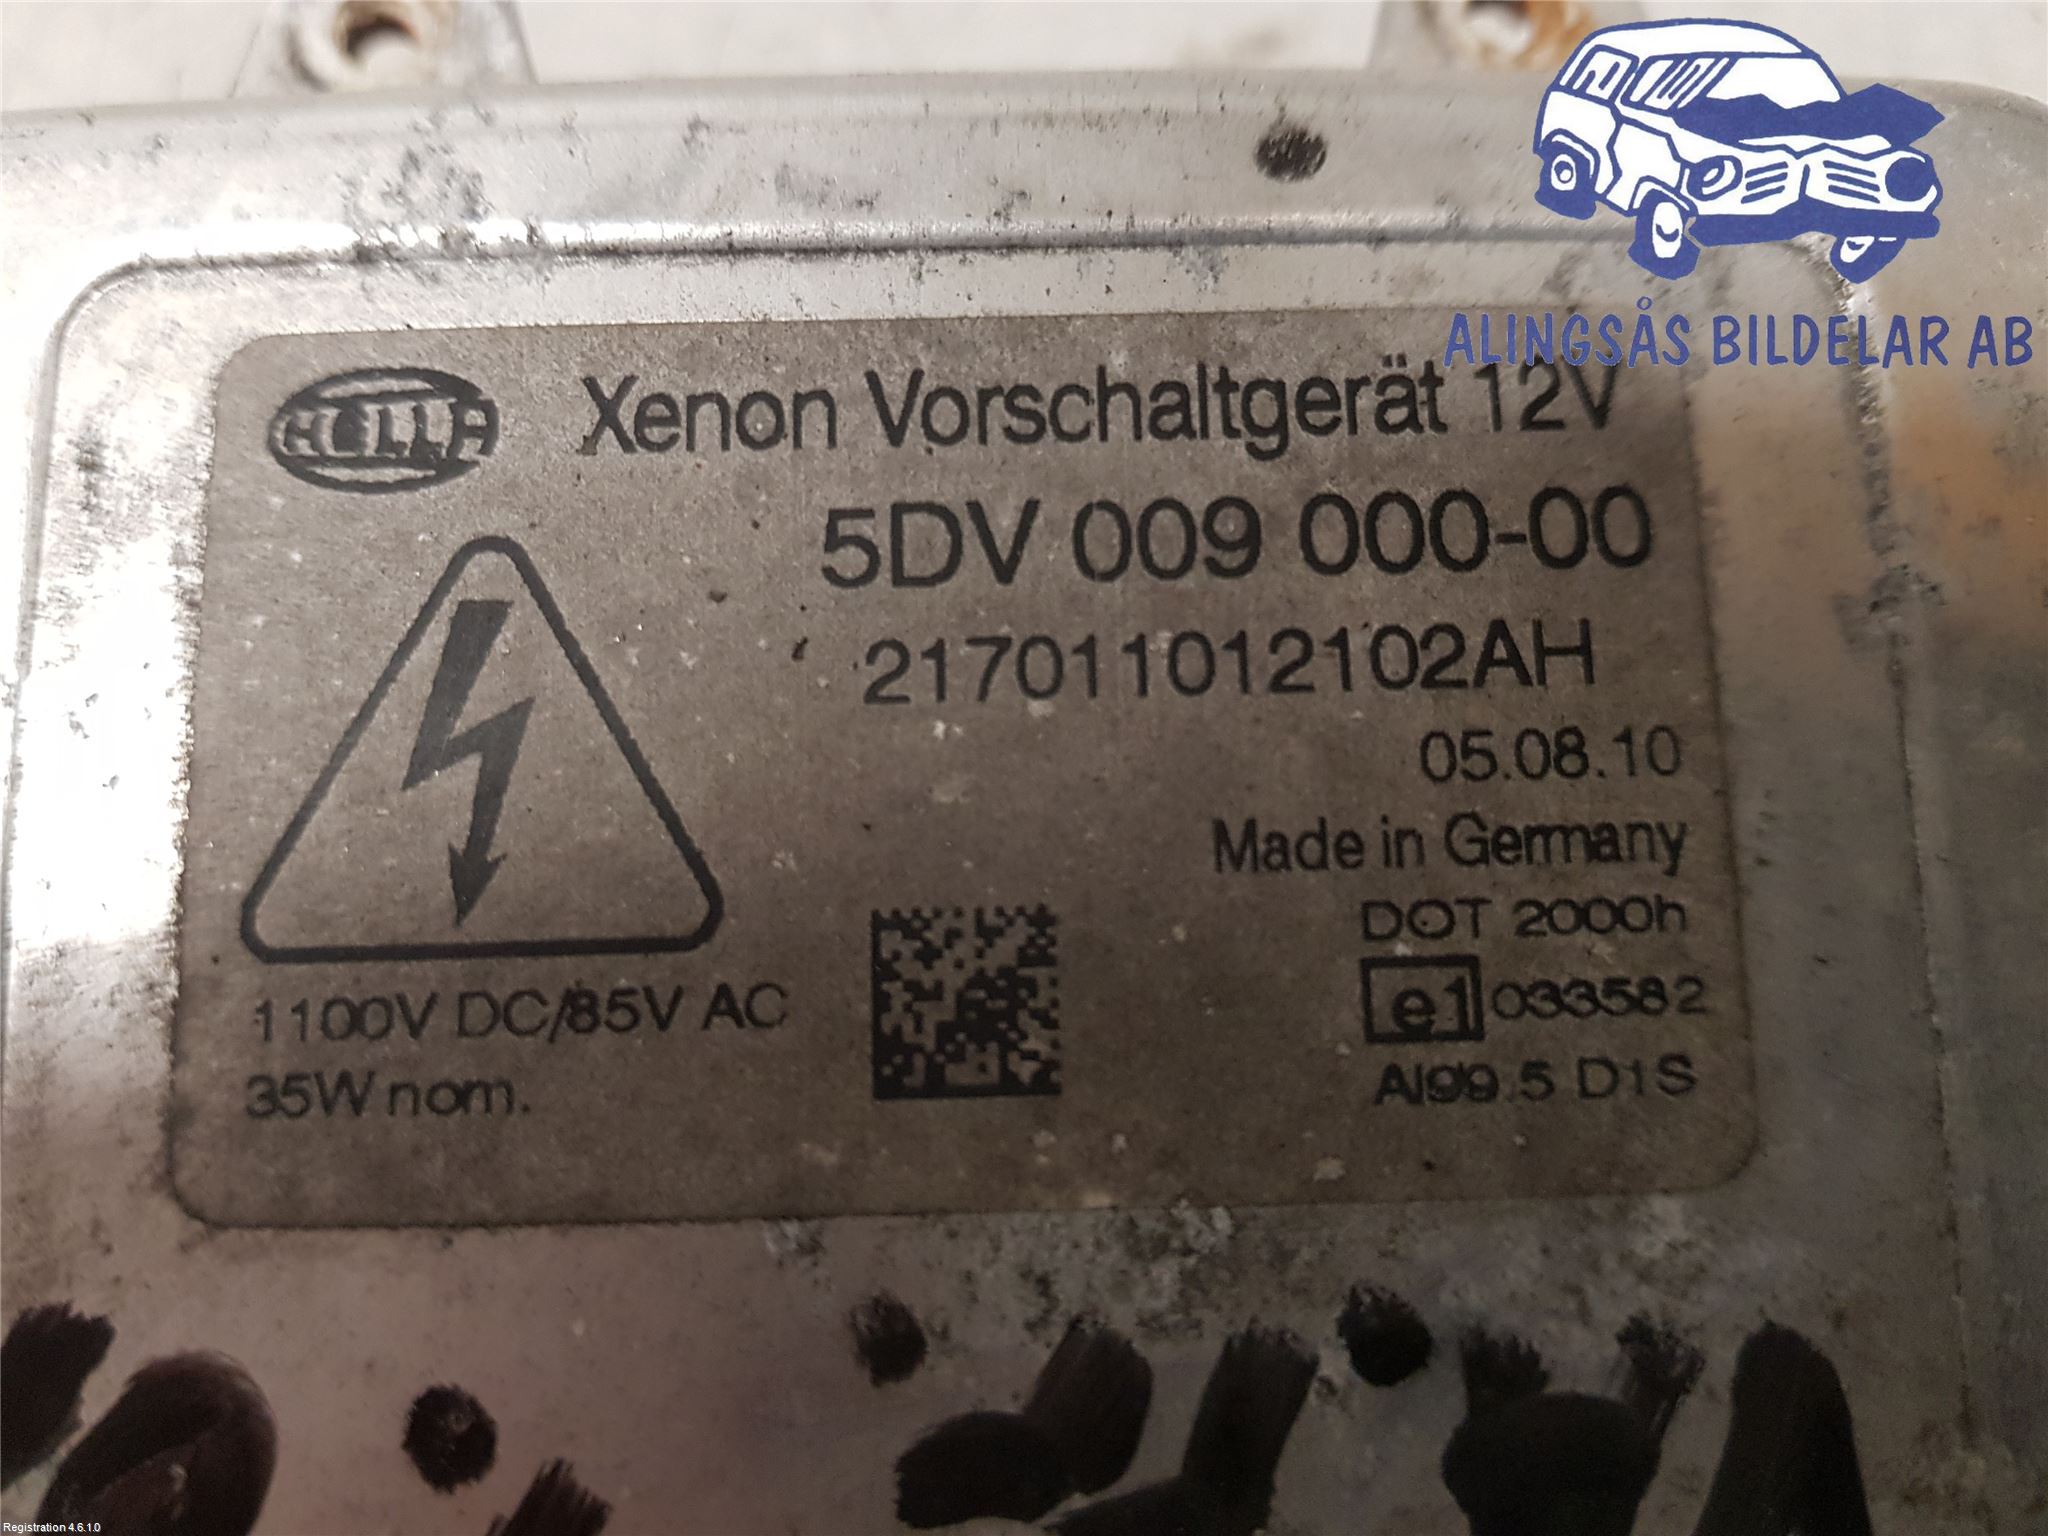 ALINGSÅS BILDELAR AB
HELLA
Xenon Vorschaltgerät 12V
5DV 009 000-00
217011012102AH
05.08.10
Made in Germany
DOT 2000h
e1 033582
Al99.5 D1S
1100V DC/85V AC
35W nom.
Registration 4.6.1.0